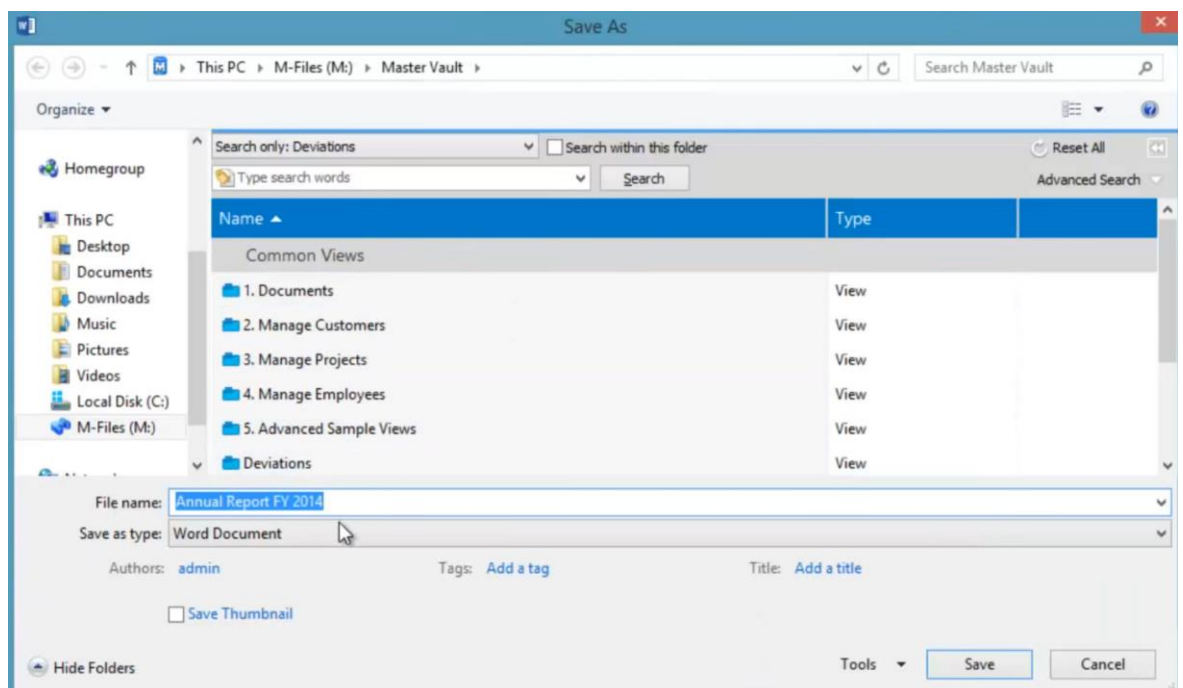 Save As
This PC M-Files (M:) Master Vault
Search Master Vault
Organize
Search only: Deviations Search within this folder Reset All
Homegroup
Type search words Search Advanced Search
This PC
Name Type
Desktop
Common Views
Documents
1. Documents View
Downloads
Music
2. Manage Customers View
Pictures
3. Manage Projects View
Videos
Local Disk (C:)
4. Manage Employees View
M-Files (M:)
5. Advanced Sample Views View
Deviations View
File name: Annual Report FY 2014
Save as type: Word Document
Authors: admin Tags: Add a tag Title: Add a title
Save Thumbnail
Hide Folders Tools Save Cancel